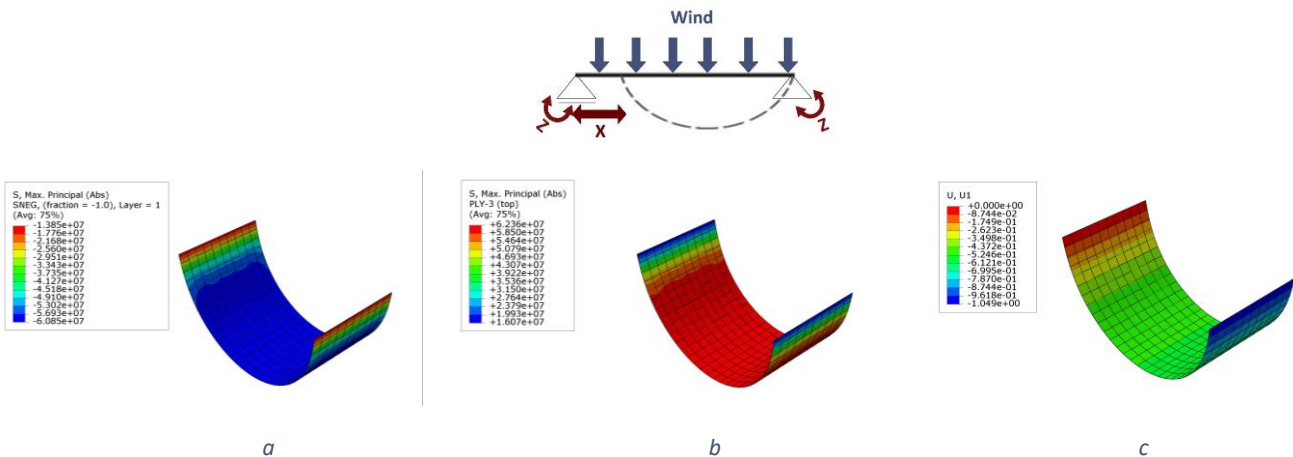 Wind
Z
X
Z
S, Max. Principal (Abs)
SNEG, (fraction = -1.0), Layer = 1
(Avg: 75%)
-1.385e+07
-1.776e+07
-2.168e+07
-2.560e+07
-2.951e+07
-3.343e+07
-3.735e+07
-4.127e+07
-4.518e+07
-4.910e+07
-5.302e+07
-5.693e+07
-6.085e+07
S, Max. Principal (Abs)
PLY-3 (top)
(Avg: 75%)
+6.236e+07
+5.850e+07
+5.464e+07
+5.079e+07
+4.693e+07
+4.307e+07
+3.922e+07
+3.536e+07
+3.150e+07
+2.764e+07
+2.379e+07
+1.993e+07
+1.607e+07
U, U1
+0.000e+00
-8.744e-02
-1.749e-01
-2.623e-01
-3.498e-01
-4.372e-01
-5.246e-01
-6.121e-01
-6.995e-01
-7.870e-01
-8.744e-01
-9.618e-01
-1.049e+00
a
b
c